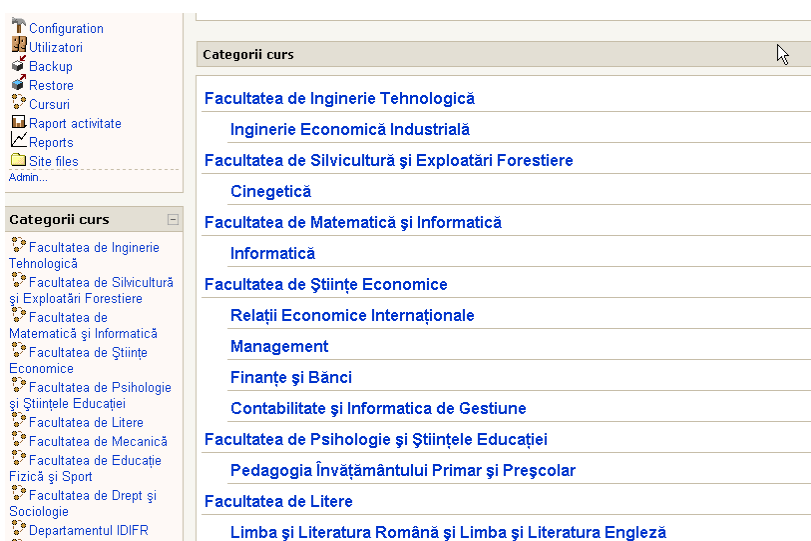 Configuration
Utilizatori
Backup
Restore
Cursuri
Raport activitate
Reports
Site files
Admin...
Categorii curs
Facultatea de Inginerie
Tehnologică
Facultatea de Silvicultură
şi Exploatări Forestiere
Facultatea de
Matematică şi Informatică
Facultatea de Ştiinţe
Economice
Facultatea de Psihologie
şi Ştiinţele Educaţiei
Facultatea de Litere
Facultatea de Mecanică
Facultatea de Educaţie
Fizică şi Sport
Facultatea de Drept şi
Sociologie
Departamentul IDIFR
Categorii curs
Facultatea de Inginerie Tehnologică
Inginerie Economică Industrială
Facultatea de Silvicultură şi Exploatări Forestiere
Cinegetică
Facultatea de Matematică şi Informatică
Informatică
Facultatea de Ştiinţe Economice
Relaţii Economice Internaţionale
Management
Finanţe şi Bănci
Contabilitate şi Informatica de Gestiune
Facultatea de Psihologie şi Ştiinţele Educaţiei
Pedagogia Învăţământului Primar şi Preşcolar
Facultatea de Litere
Limba şi Literatura Română şi Limba şi Literatura Engleză